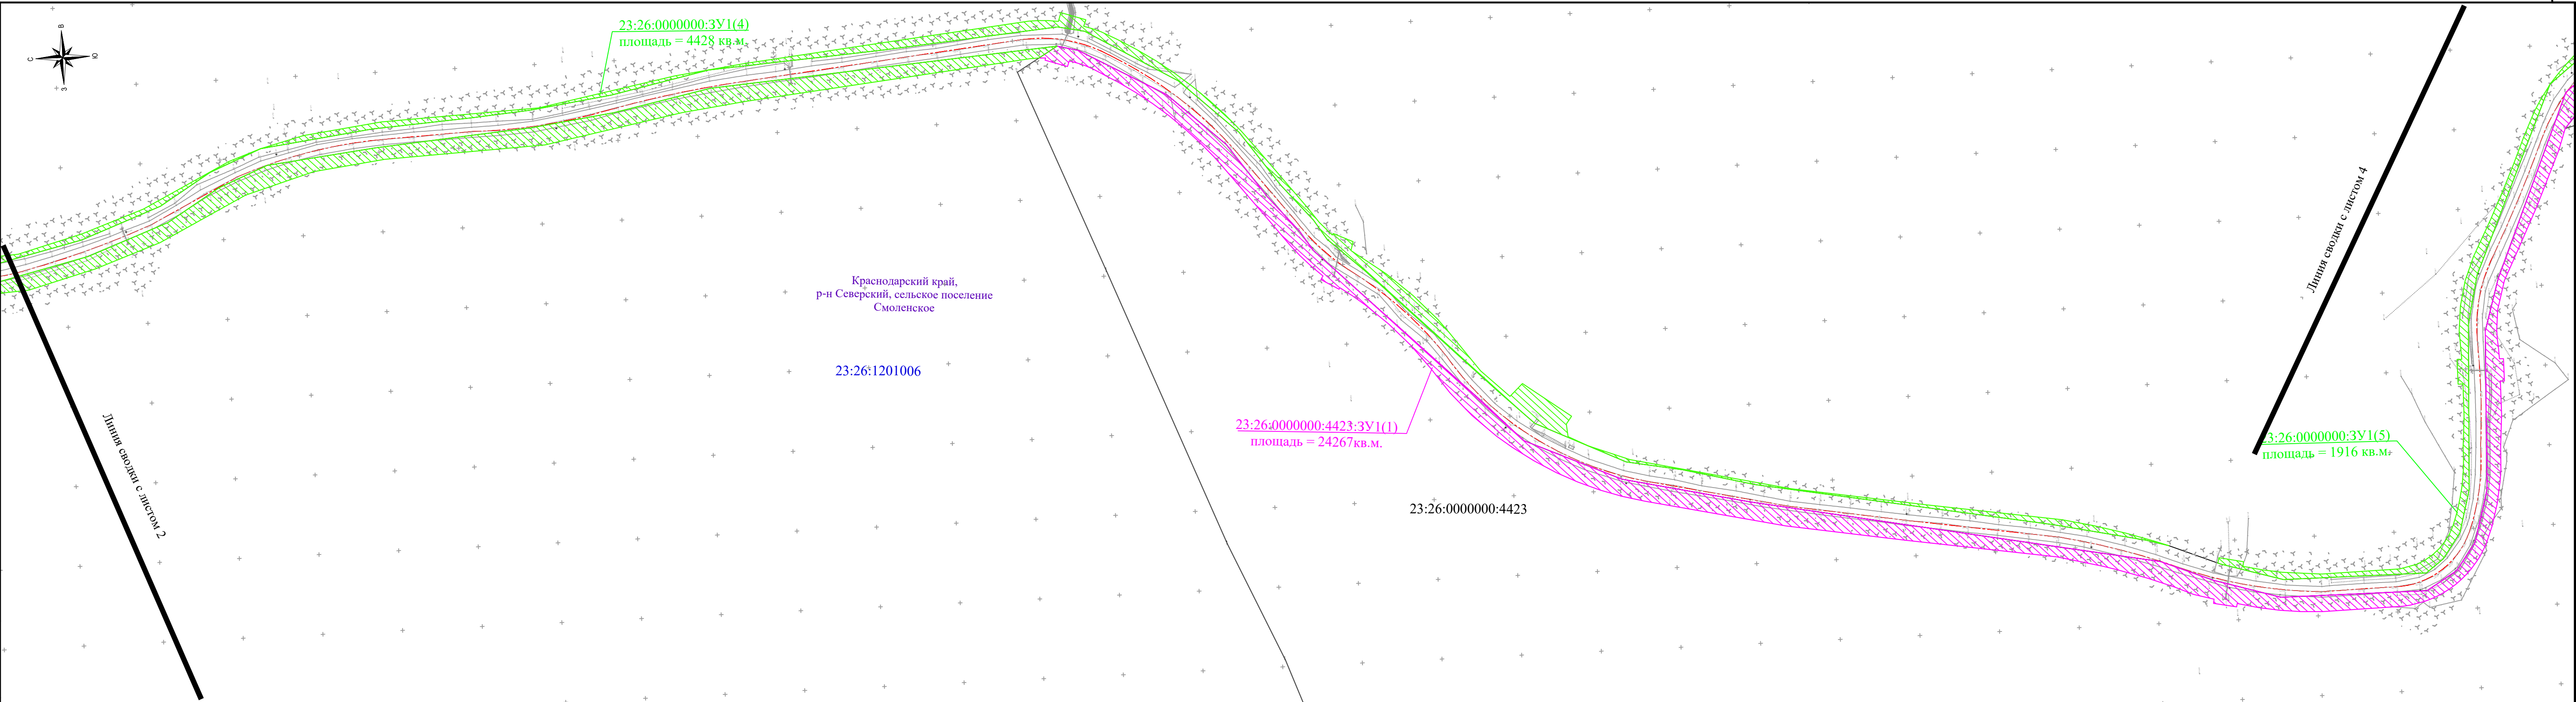 В
С
Ю
З
23:26:0000000:ЗУ1(4)
площадь = 4428 кв.м.
Краснодарский край,
р-н Северский, сельское поселение
Смоленское
23:26:1201006
Линия сводки с листом 2
23:26:0000000:4423:ЗУ1(1)
площадь = 24267кв.м.
23:26:0000000:4423
Линия сводки с листом 4
23:26:0000000:ЗУ1(5)
площадь = 1916 кв.м.